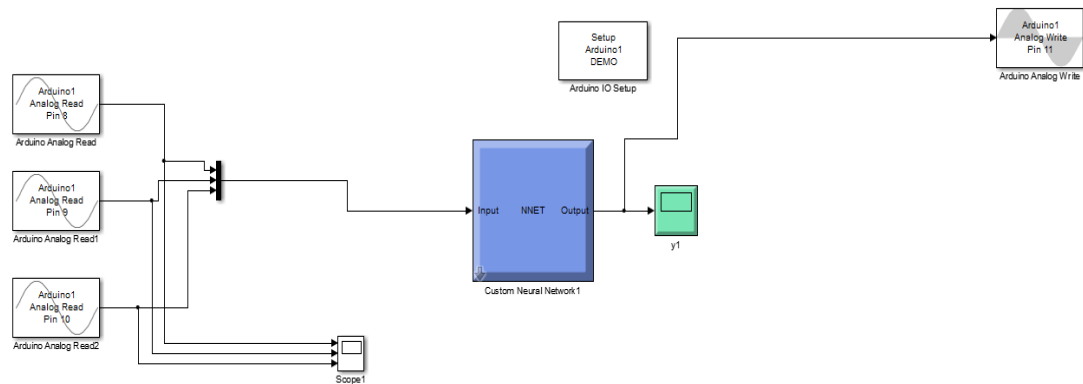 Setup
Arduino1
DEMO
Arduino IO Setup
Arduino1
Analog Write
Pin 11
Arduino Analog Write
Arduino1
Analog Read
Pin 8
Arduino Analog Read
Arduino1
Analog Read
Pin 9
Arduino Analog Read1
Arduino1
Analog Read
Pin 10
Arduino Analog Read2
Input NNET Output
Custom Neural Network1
y1
Scope1